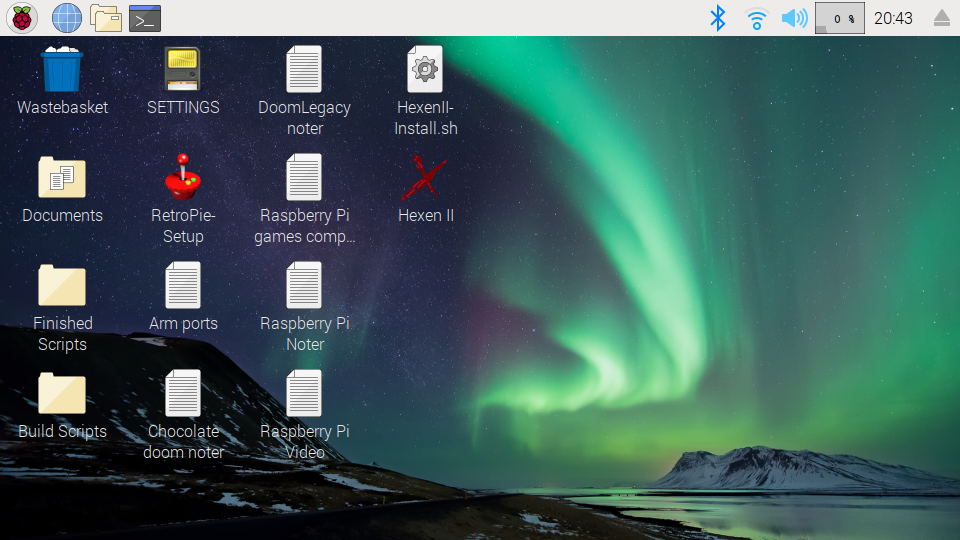 >_
0 %
20:43
Wastebasket
SETTINGS
DoomLegacy
noter
HexenII-
Install.sh
Documents
RetroPie-
Setup
Raspberry Pi
games comp...
Hexen II
Finished
Scripts
Arm ports
Raspberry Pi
Noter
Build Scripts
Chocolate
doom noter
Raspberry Pi
Video